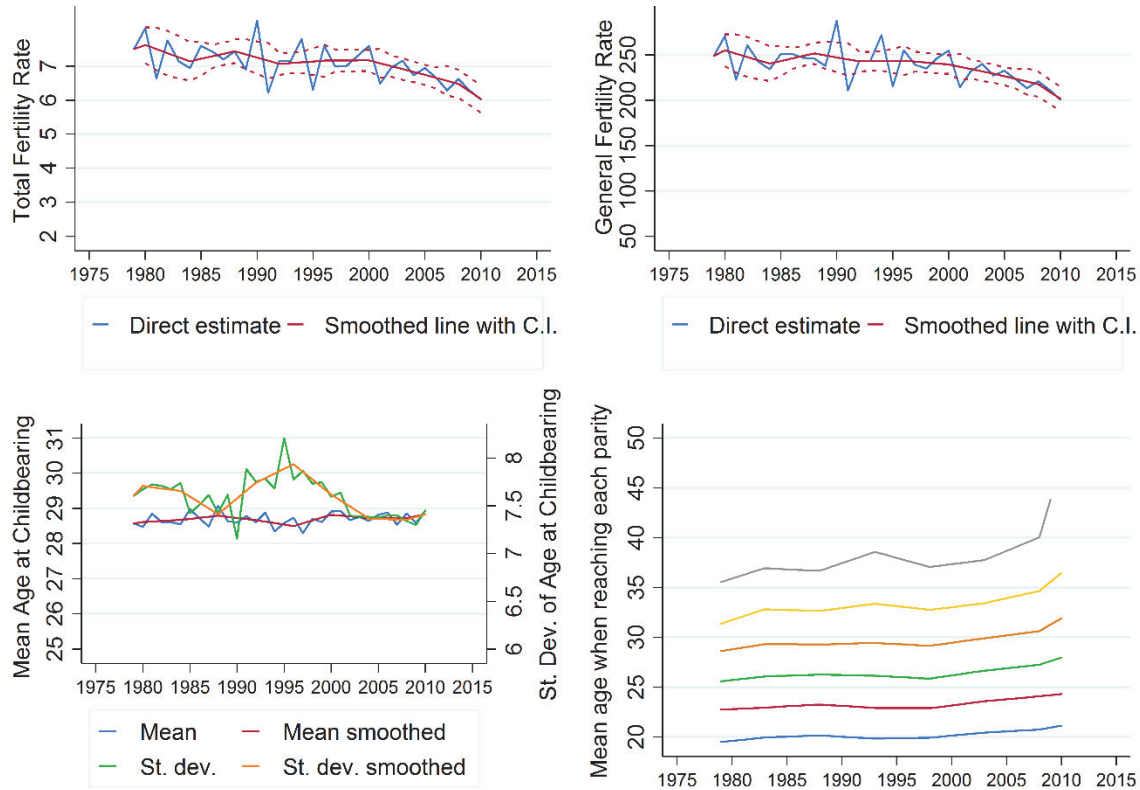 Total Fertility Rate
7
6
5
4
3
2
1975 1980 1985 1990 1995 2000 2005 2010 2015
Direct estimate Smoothed line with C.I.
General Fertility Rate
250
200
150
100
50
1975 1980 1985 1990 1995 2000 2005 2010 2015
Direct estimate Smoothed line with C.I.
Mean Age at Childbearing
31
30
29
28
27
26
25
St. Dev. of Age at Childbearing
8
7.5
7
6.5
6
1975 1980 1985 1990 1995 2000 2005 2010 2015
Mean Mean smoothed
St. dev. St. dev. smoothed
Mean age when reaching each parity
50
45
40
35
30
25
20
1975 1980 1985 1990 1995 2000 2005 2010 2015